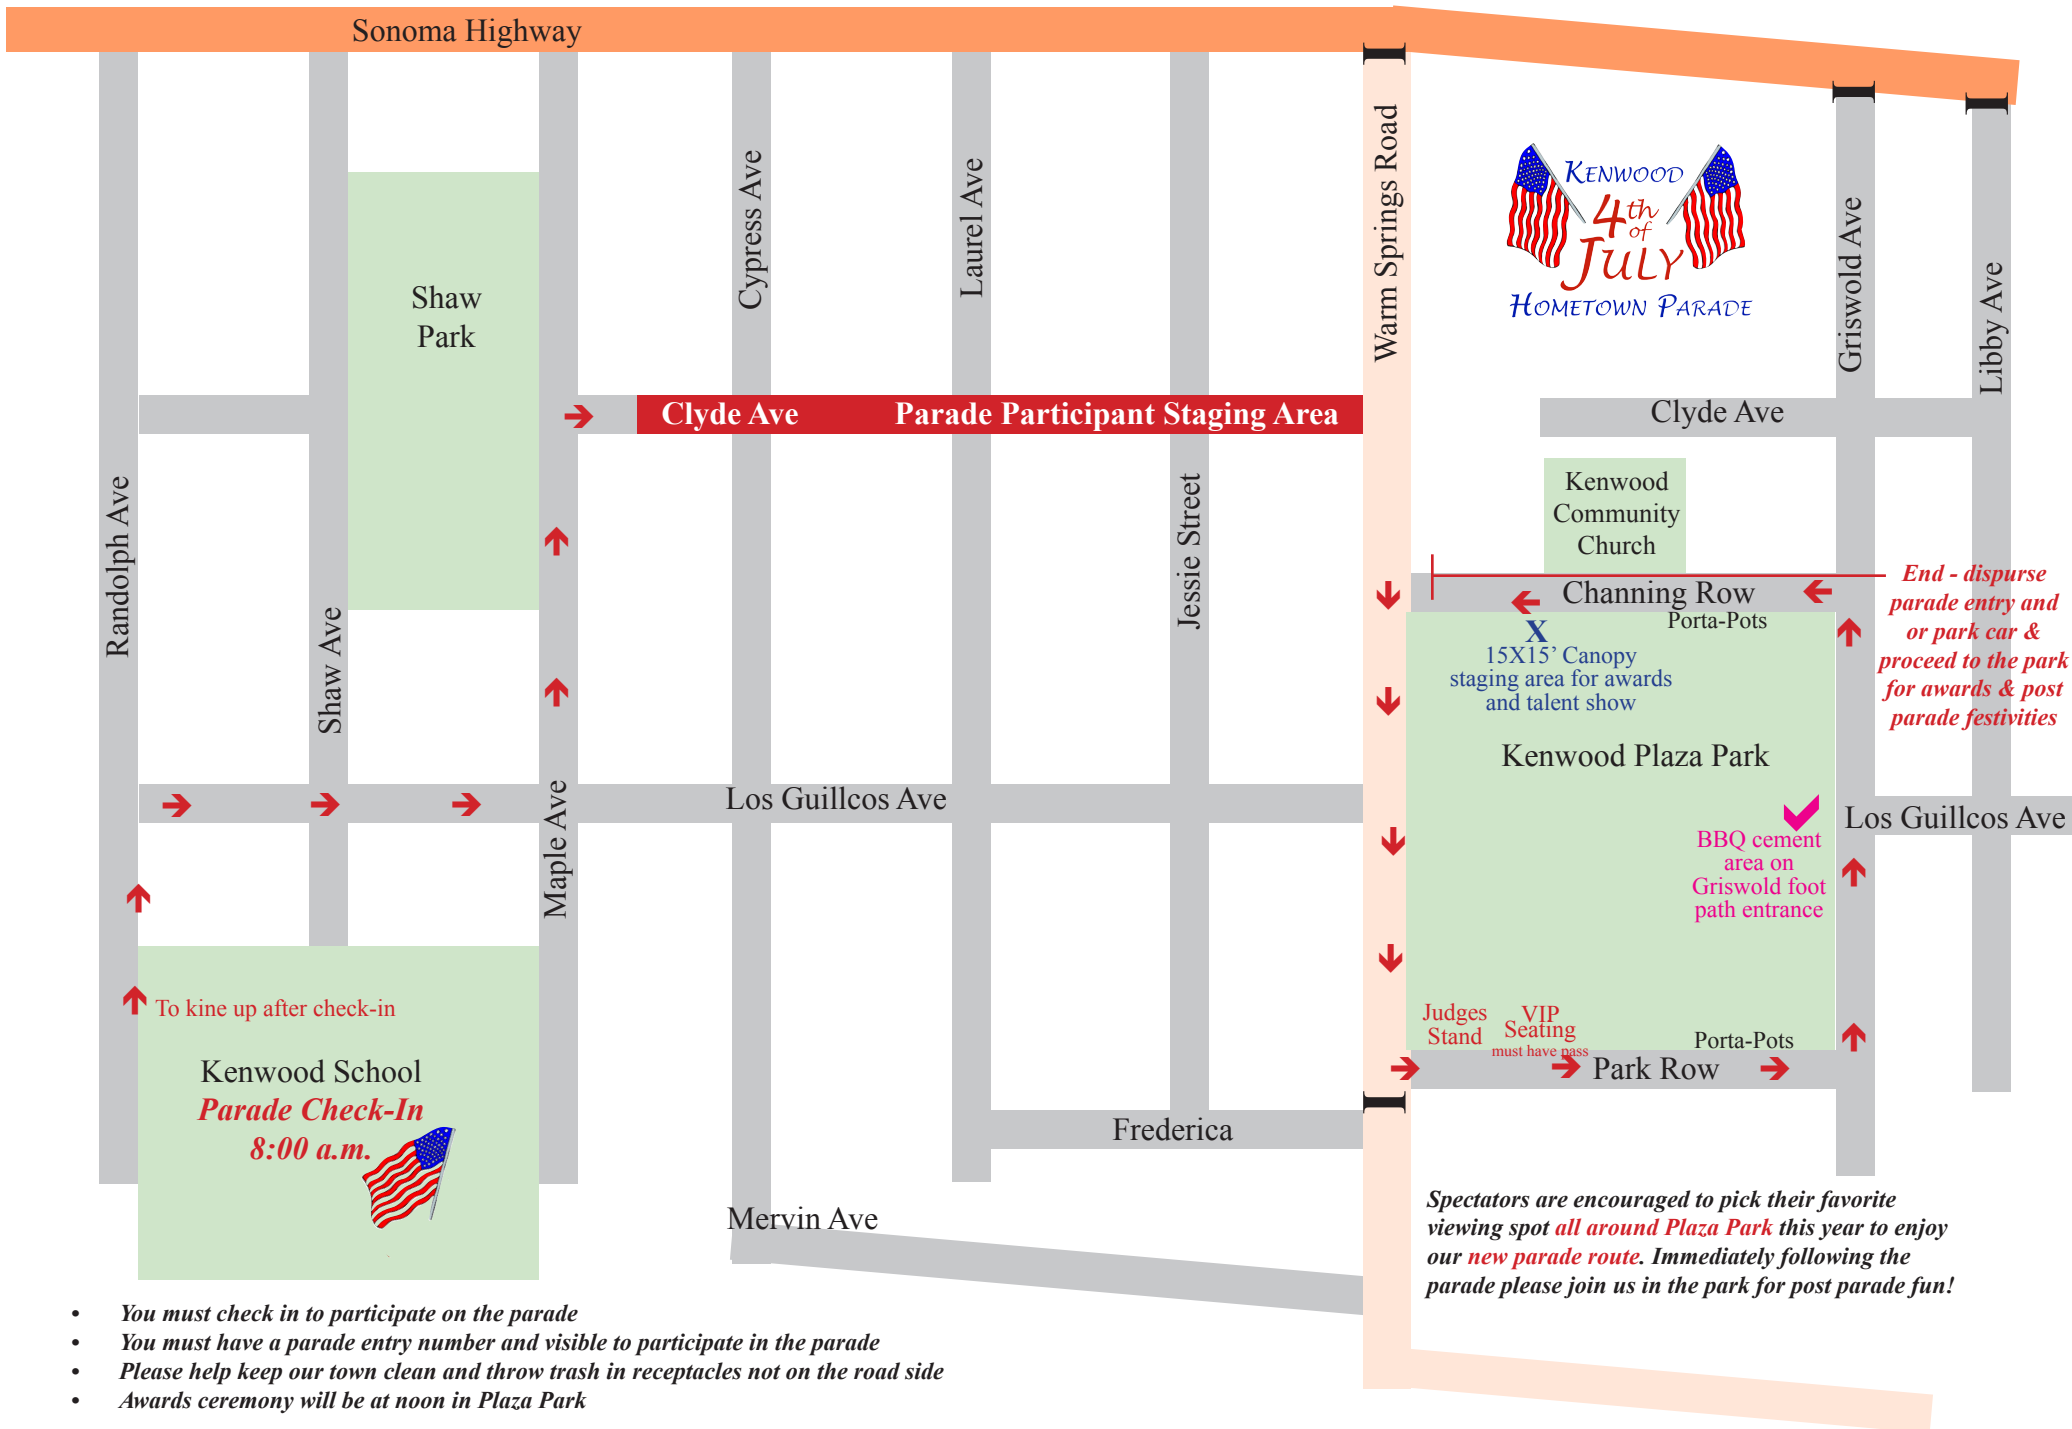 Sonoma Highway
KENWOOD
4th
of
JULY
HOMETOWN PARADE
Randolph Ave
Shaw Ave
Maple Ave
Cypress Ave
Laurel Ave
Jessie Street
Warm Springs Road
Griswold Ave
Libby Ave
Shaw
Park
Clyde Ave
Parade Participant Staging Area
Clyde Ave
Kenwood
Community
Church
Channing Row
Porta-Pots
End - dispurse
parade entry and
or park car &
proceed to the park
for awards & post
parade festivities
X
15X15’ Canopy
staging area for awards
and talent show
Kenwood Plaza Park
Los Guillcos Ave
Los Guillcos Ave
BBQ cement
area on
Griswold foot
path entrance
To kine up after check-in
Kenwood School
Parade Check-In
8:00 a.m.
Judges
Stand
VIP
Seating
must have pass
Porta-Pots
Park Row
Frederica
Mervin Ave
Spectators are encouraged to pick their favorite
viewing spot all around Plaza Park this year to enjoy
our new parade route. Immediately following the
parade please join us in the park for post parade fun!
• You must check in to participate on the parade
• You must have a parade entry number and visible to participate in the parade
• Please help keep our town clean and throw trash in receptacles not on the road side
• Awards ceremony will be at noon in Plaza Park